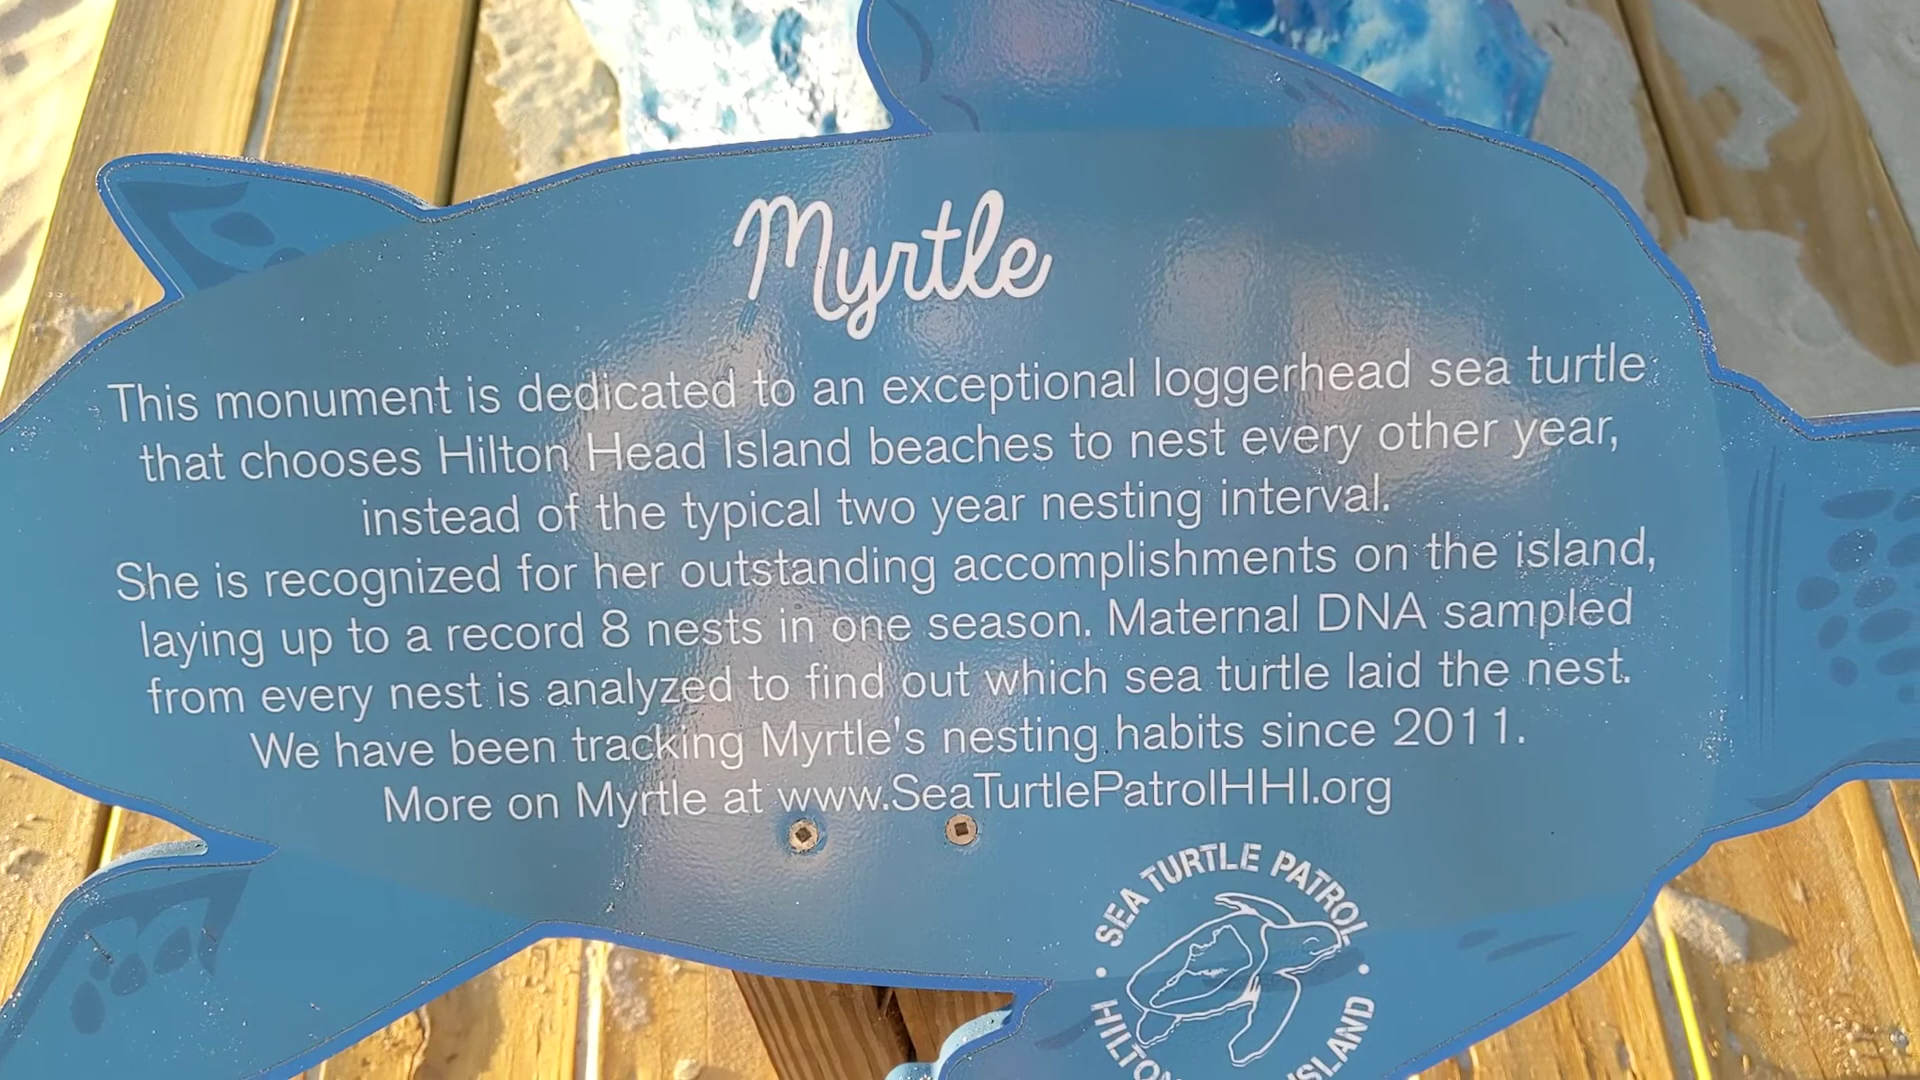 Myrtle
This monument is dedicated to an exceptional loggerhead sea turtle
that chooses Hilton Head Island beaches to nest every other year,
instead of the typical two year nesting interval.
She is recognized for her outstanding accomplishments on the island,
laying up to a record 8 nests in one season. Maternal DNA sampled
from every nest is analyzed to find out which sea turtle laid the nest.
We have been tracking Myrtle's nesting habits since 2011.
More on Myrtle at www.SeaTurtlePatrolHHI.org
SEA TURTLE PATROL